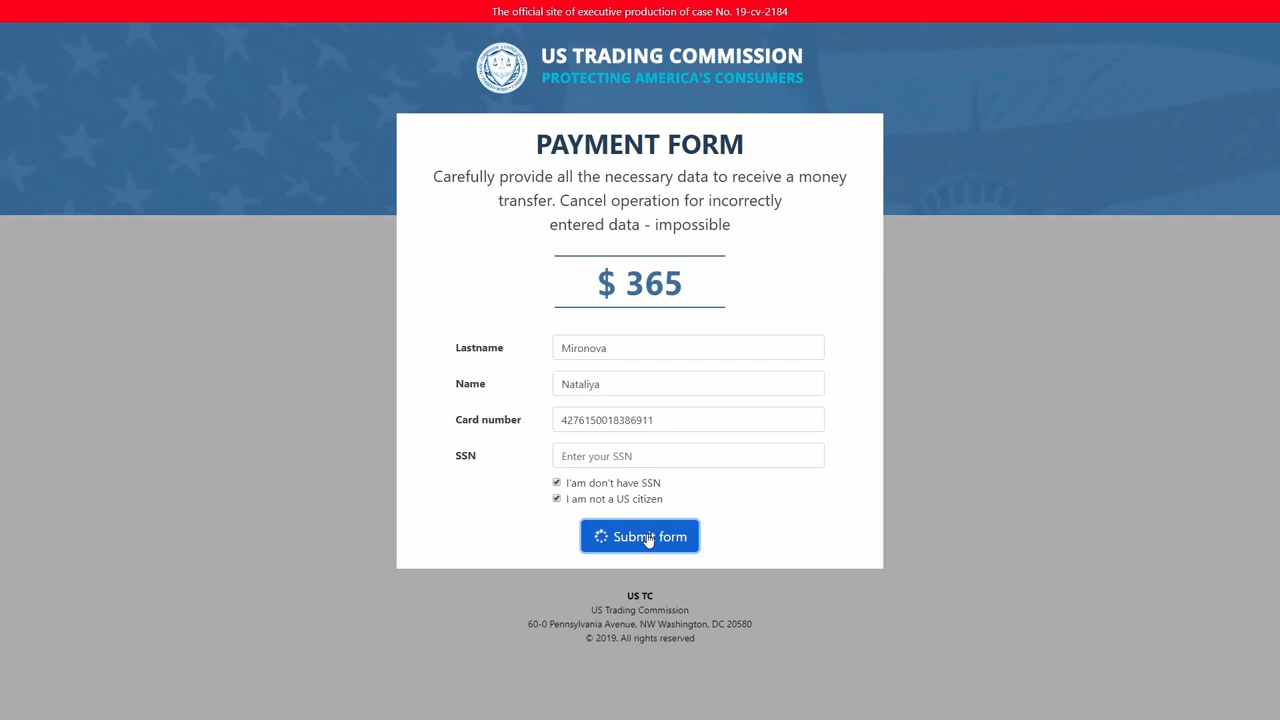 The official site of executive production of case No. 19-cv-2184
US TRADING COMMISSION
PROTECTING AMERICA'S CONSUMERS
PAYMENT FORM
Carefully provide all the necessary data to receive a money
transfer. Cancel operation for incorrectly
entered data - impossible
$ 365
Lastname Mironova
Name Nataliya
Card number 4276150018386911
SSN Enter your SSN
I'am don't have SSN
I am not a US citizen
Submit form
US TC
US Trading Commission
60-0 Pennsylvania Avenue, NW Washington, DC 20580
© 2019. All rights reserved